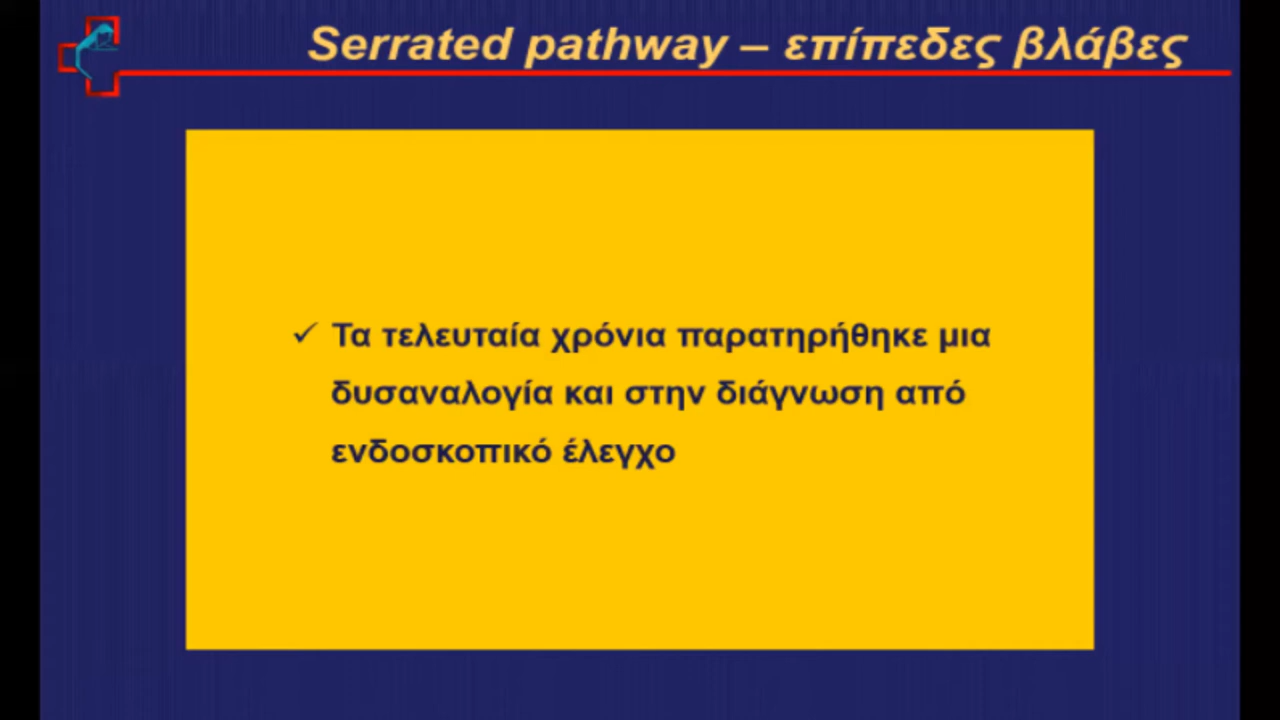 Serrated pathway – επίπεδες βλάβες
✓ Τα τελευταία χρόνια παρατηρήθηκε μια
δυσαναλογία και στην διάγνωση από
ενδοσκοπικό έλεγχο